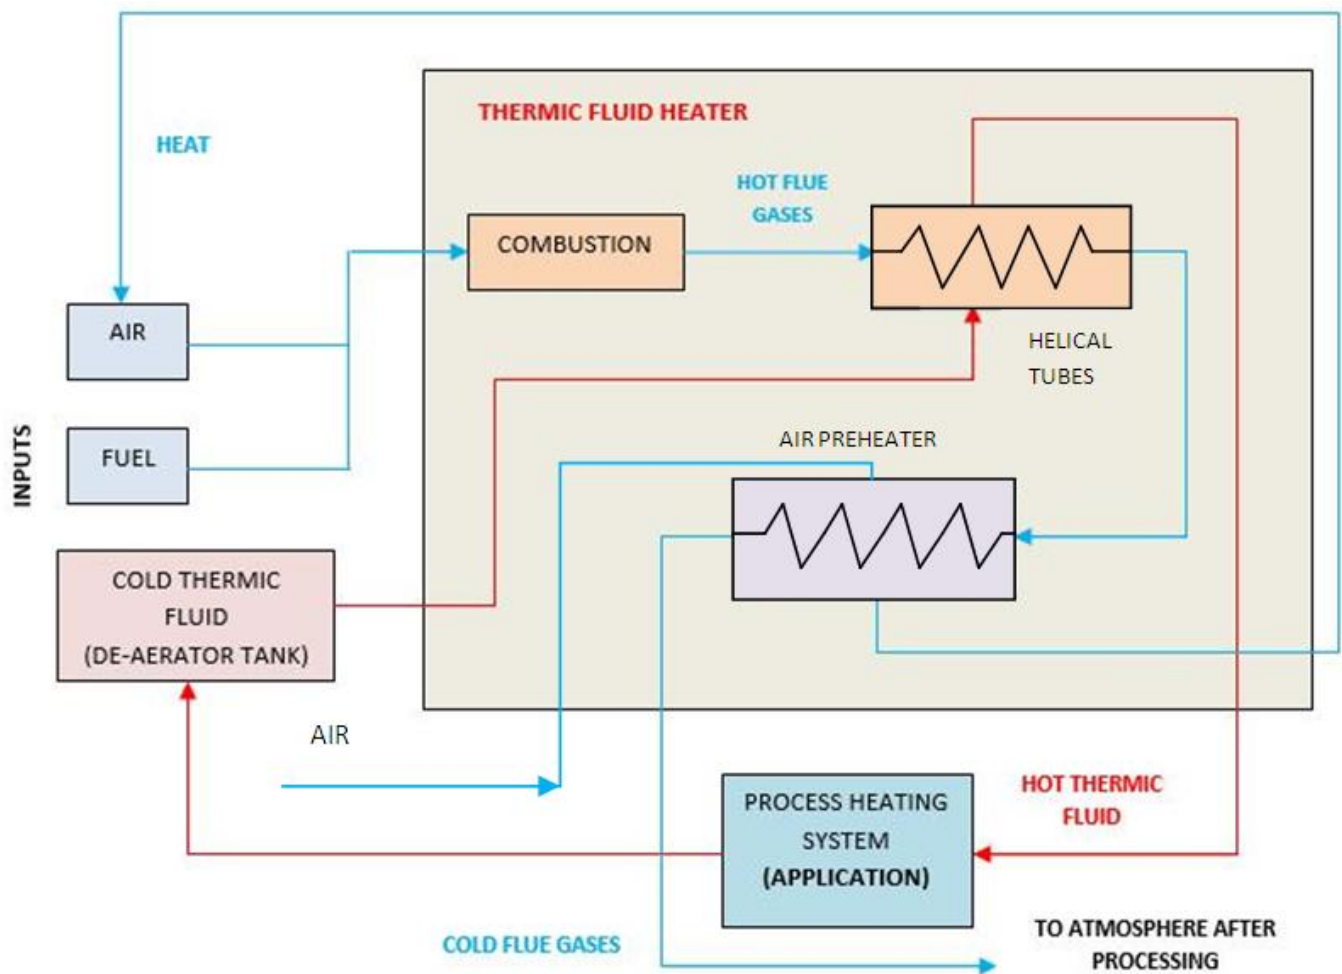 THERMIC FLUID HEATER
HEAT
HOT FLUE
GASES
COMBUSTION
AIR
HELICAL
TUBES
INPUTS
FUEL
AIR PREHEATER
COLD THERMIC
FLUID
(DE-AERATOR TANK)
AIR
PROCESS HEATING
SYSTEM
(APPLICATION)
HOT THERMIC
FLUID
COLD FLUE GASES
TO ATMOSPHERE AFTER
PROCESSING